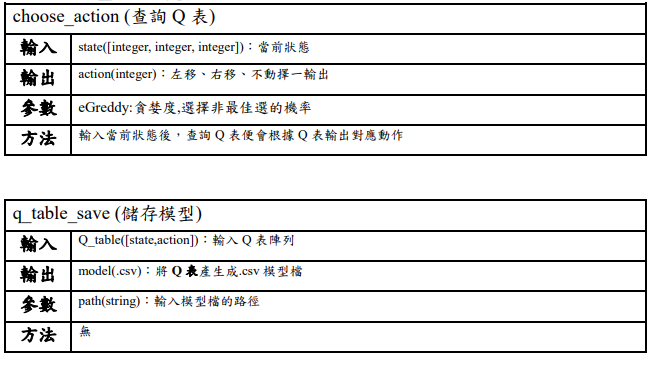 choose_action (查詢 Q 表)
輸入 state([integer, integer, integer])：當前狀態
輸出 action(integer)：左移、右移、不動擇一輸出
參數 eGreddy:貪婪度,選擇非最佳選的機率
方法 輸入當前狀態後，查詢 Q 表便會根據 Q 表輸出對應動作
q_table_save (儲存模型)
輸入 Q_table([state,action])：輸入 Q 表陣列
輸出 model(.csv)：將 Q 表產生成.csv 模型檔
參數 path(string)：輸入模型檔的路徑
方法 無